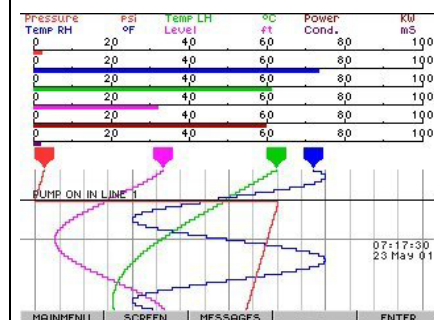 Pressure psi Temp LH °C Power KW
Temp RH °F Level ft Cond. mS
0 20 40 60 80 100
0 20 40 60 80 100
0 20 40 60 80 100
0 20 40 60 80 100
0 20 40 60 80 100
0 20 40 60 80 100
PUMP ON IN LINE 1
07:17:30
23 May 01
MAINMENU SCREEN MESSAGES ENTER